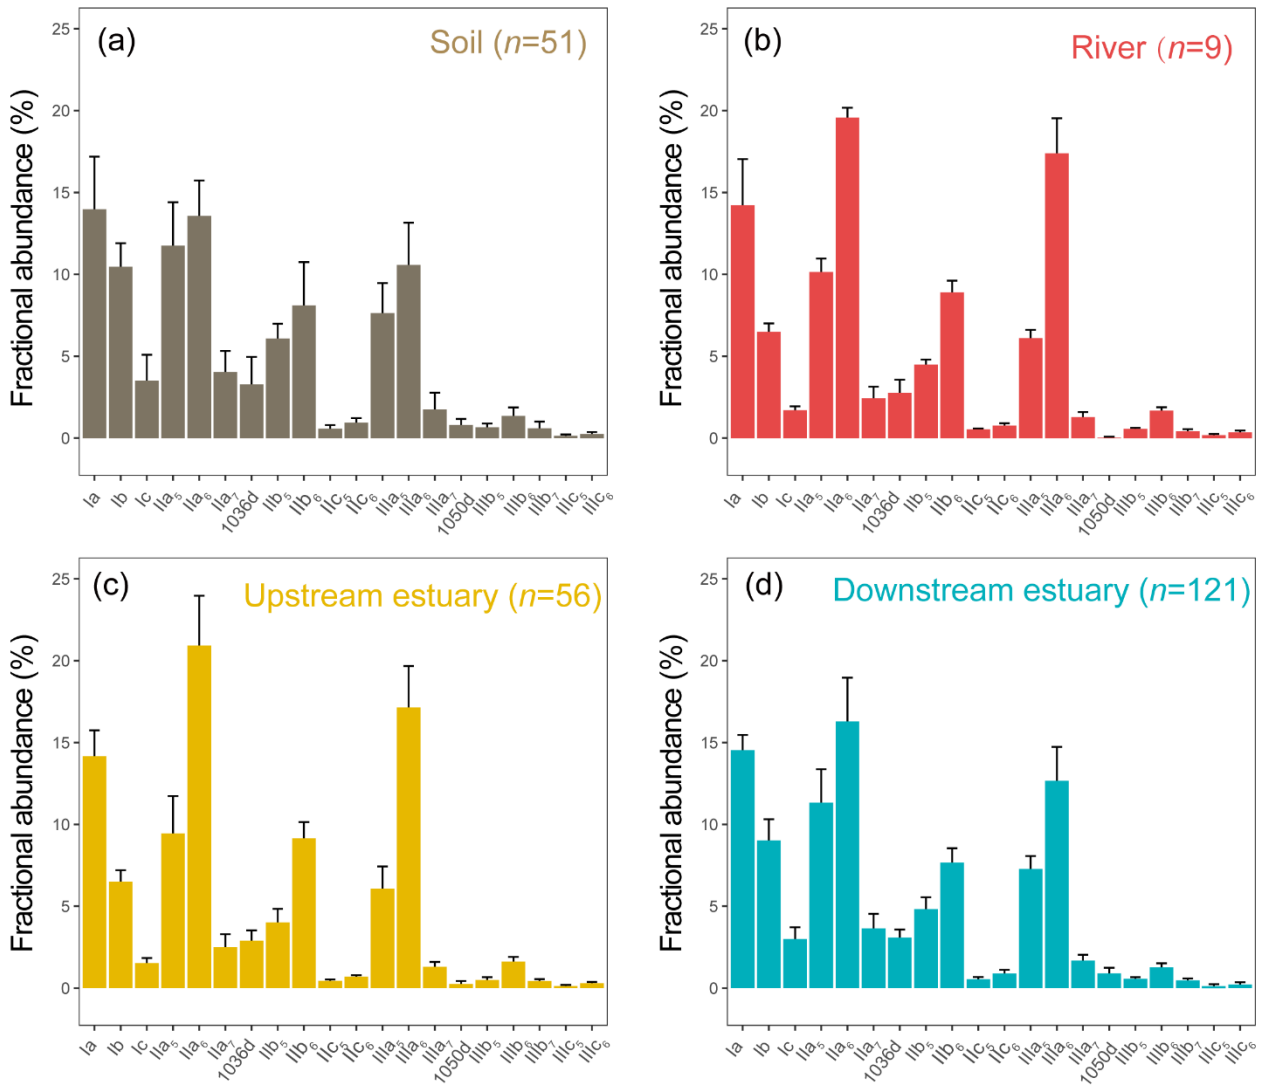 (a) Soil (n=51)
Fractional abundance (%)
25
20
15
10
5
0
Ia Ib Ic IIa5 IIa6 IIa7 1036d IIb5 IIb6 IIc5 IIc6 IIIa5 IIIa6 IIIa7 1050d IIIb5 IIIb6 IIIb7 IIIc5 IIIc6
(b) River (n=9)
Fractional abundance (%)
25
20
15
10
5
0
Ia Ib Ic IIa5 IIa6 IIa7 1036d IIb5 IIb6 IIc5 IIc6 IIIa5 IIIa6 IIIa7 1050d IIIb5 IIIb6 IIIb7 IIIc5 IIIc6
(c) Upstream estuary (n=56)
Fractional abundance (%)
25
20
15
10
5
0
Ia Ib Ic IIa5 IIa6 IIa7 1036d IIb5 IIb6 IIc5 IIc6 IIIa5 IIIa6 IIIa7 1050d IIIb5 IIIb6 IIIb7 IIIc5 IIIc6
(d) Downstream estuary (n=121)
Fractional abundance (%)
25
20
15
10
5
0
Ia Ib Ic IIa5 IIa6 IIa7 1036d IIb5 IIb6 IIc5 IIc6 IIIa5 IIIa6 IIIa7 1050d IIIb5 IIIb6 IIIb7 IIIc5 IIIc6